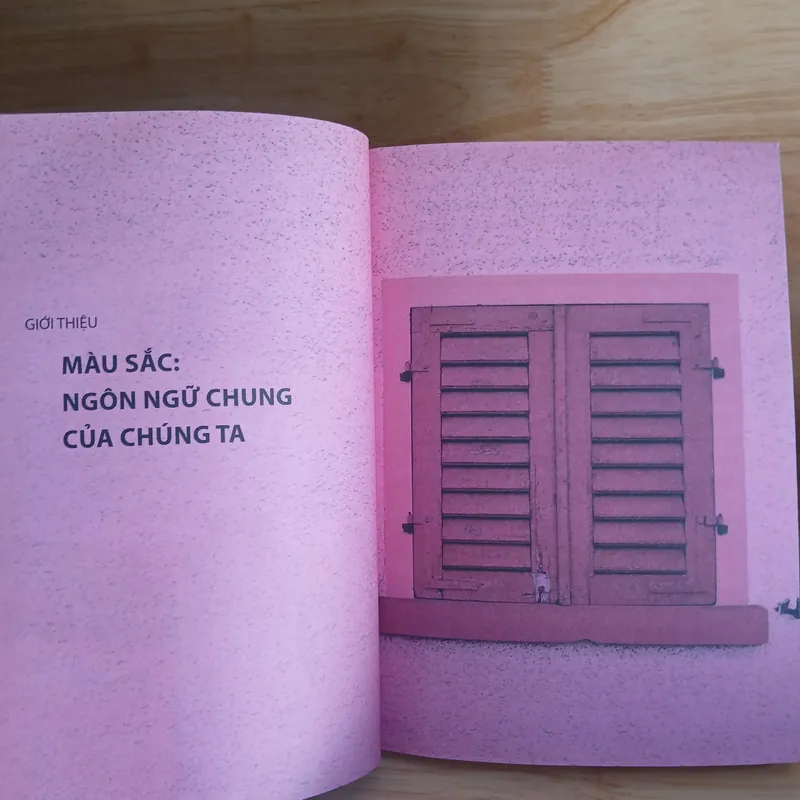 GIỚI THIỆU
MÀU SẮC:
NGÔN NGỮ CHUNG
CỦA CHÚNG TA